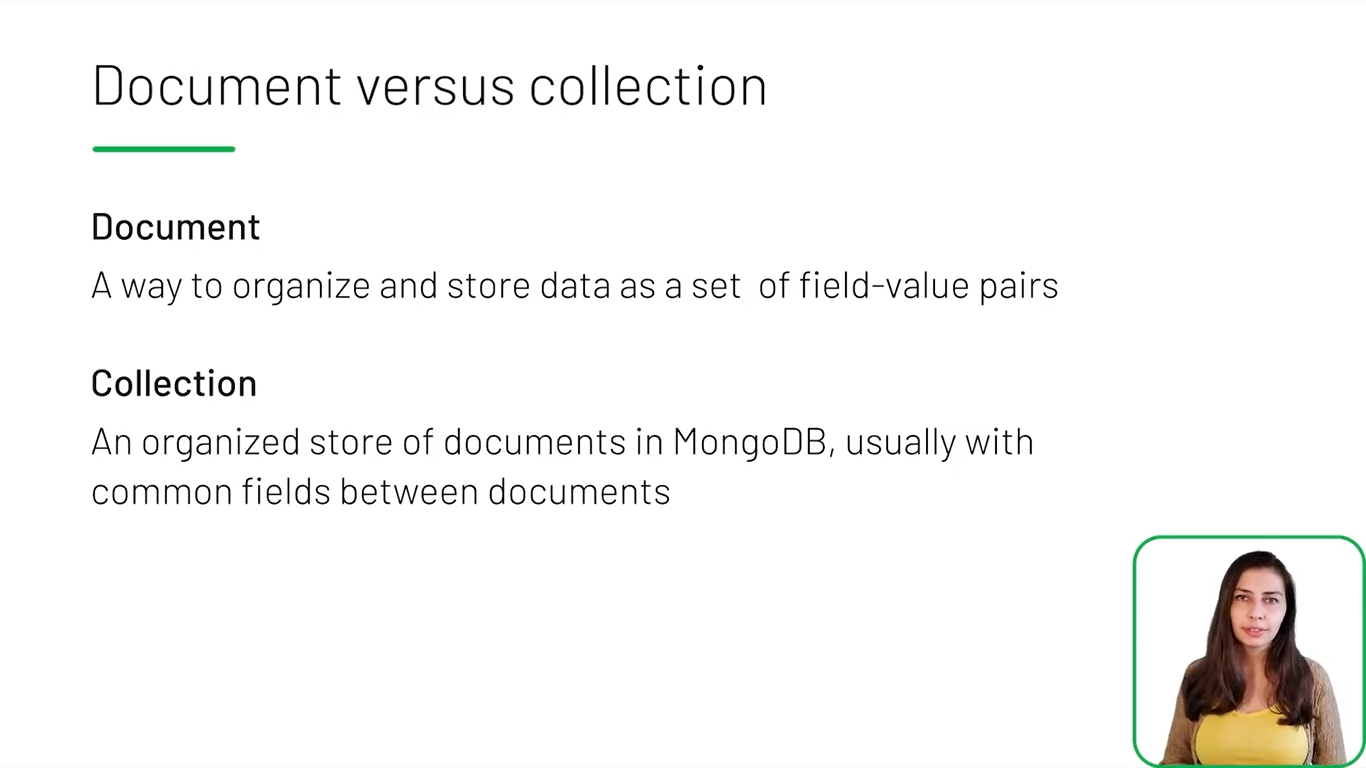 Document versus collection
Document
A way to organize and store data as a set  of field-value pairs
Collection
An organized store of documents in MongoDB, usually with
common fields between documents